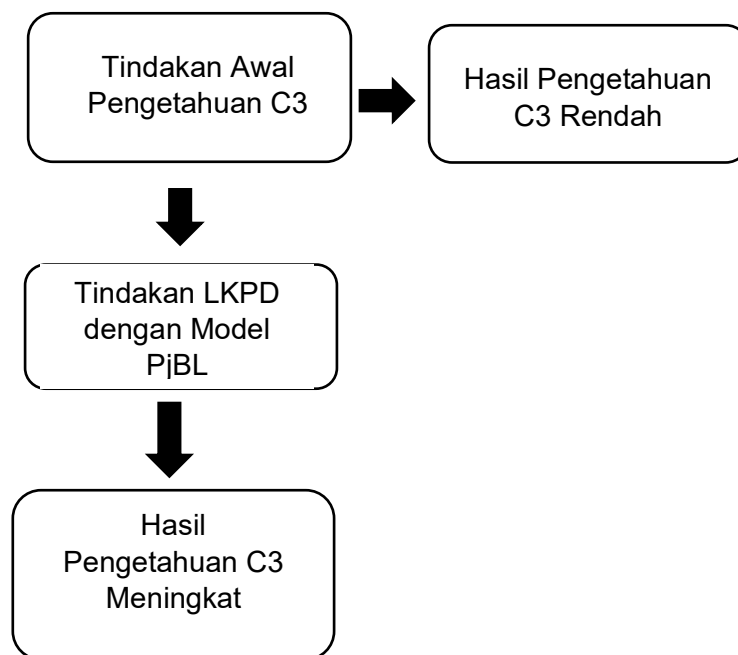 Tindakan Awal
Pengetahuan C3
Hasil Pengetahuan
C3 Rendah
Tindakan LKPD
dengan Model
PjBL
Hasil
Pengetahuan C3
Meningkat